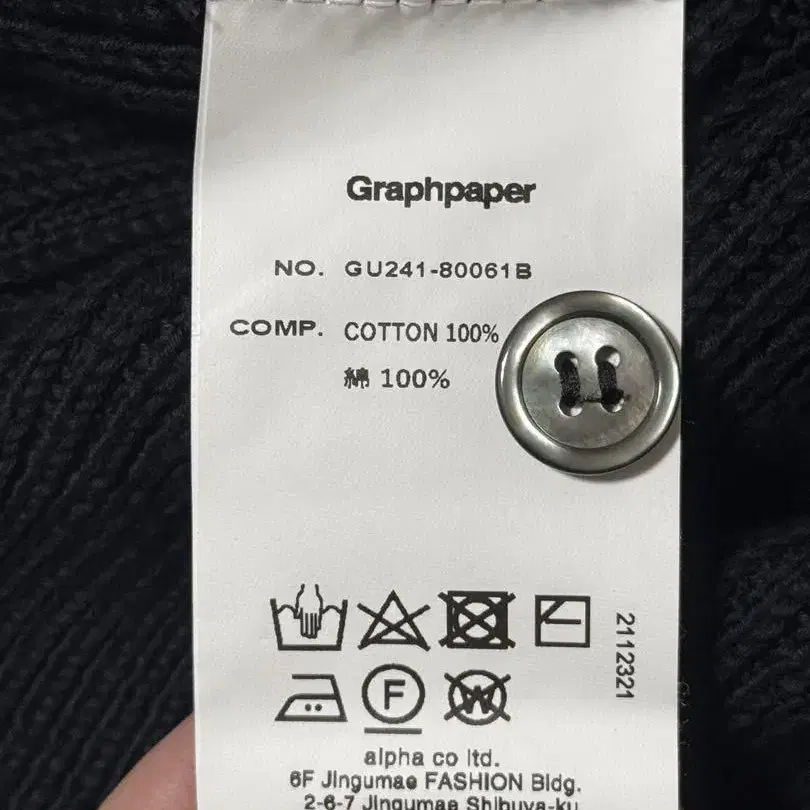 Graphpaper
NO. GU241-80061B
COMP. COTTON 100%
綿 100%
2112321
F
W
alpha co ltd.
6F Jingumae FASHION Bldg.
2-6-7 Jingumae Shibuya-ku